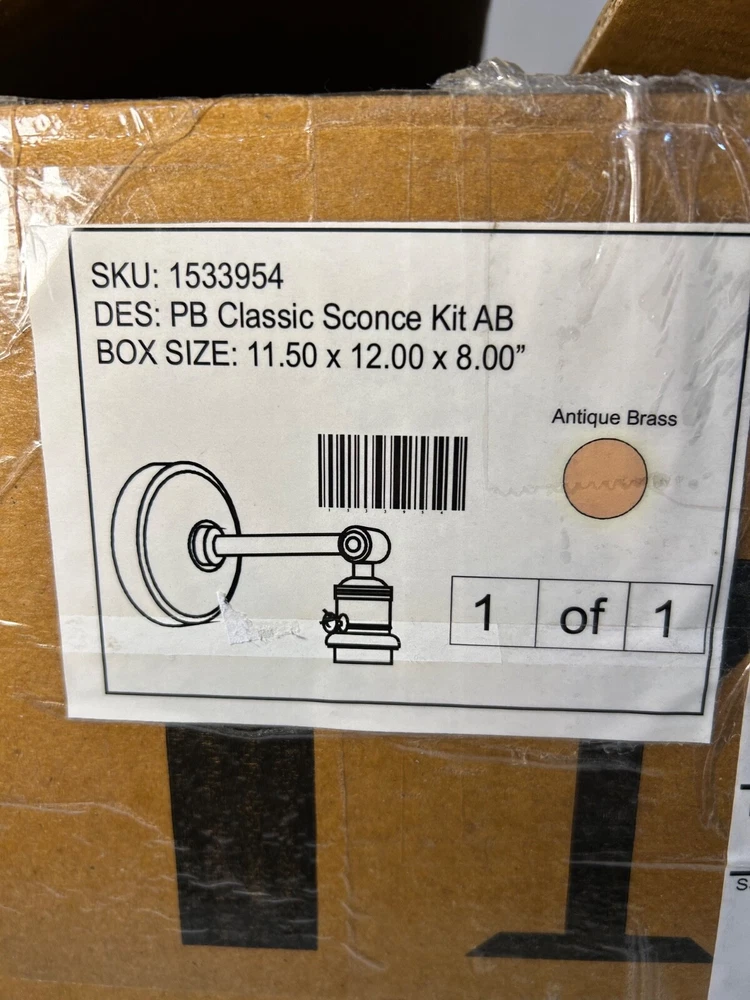 SKU: 1533954
DES: PB Classic Sconce Kit AB
BOX SIZE: 11.50 x 12.00 x 8.00”
Antique Brass
1 of 1